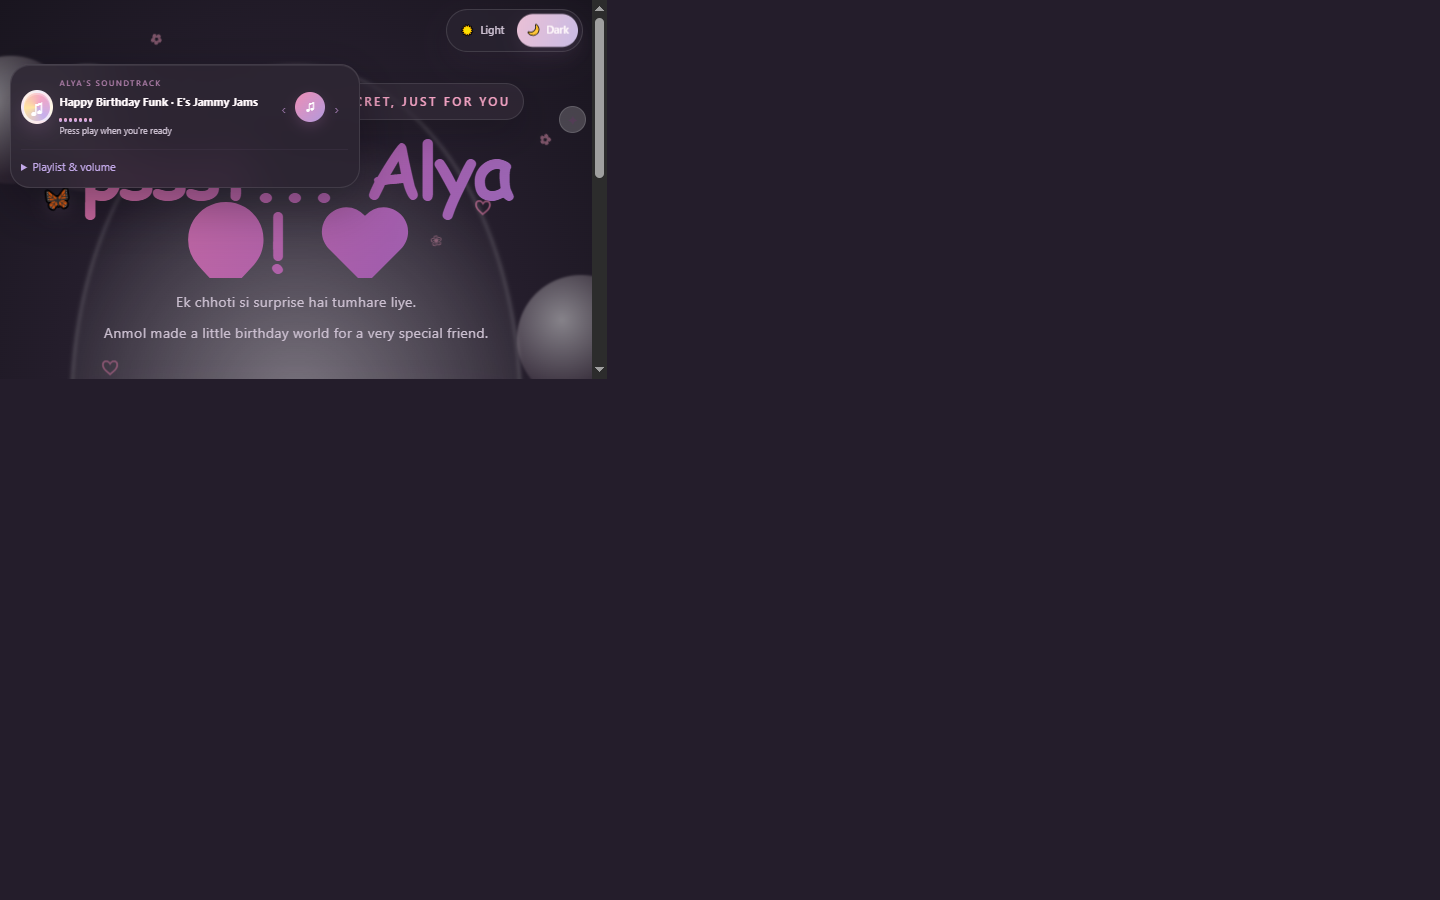 Light
Dark
ALYA'S SOUNDTRACK
Happy Birthday Funk · E's Jammy Jams
Press play when you're ready
Playlist & volume
JUST FOR YOU
Alya
!
Ek chhoti si surprise hai tumhare liye.
Anmol made a little birthday world for a very special friend.